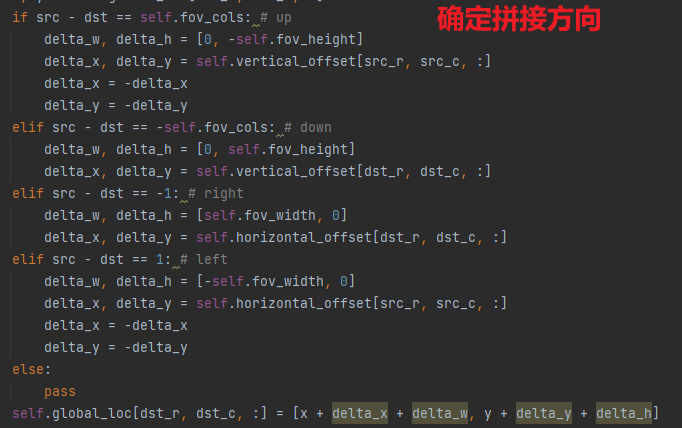 确定拼接方向
if src - dst == self.fov_cols: # up
    delta_w, delta_h = [0, -self.fov_height]
    delta_x, delta_y = self.vertical_offset[src_r, src_c, :]
    delta_x = -delta_x
    delta_y = -delta_y
elif src - dst == -self.fov_cols: # down
    delta_w, delta_h = [0, self.fov_height]
    delta_x, delta_y = self.vertical_offset[dst_r, dst_c, :]
elif src - dst == -1: # right
    delta_w, delta_h = [self.fov_width, 0]
    delta_x, delta_y = self.horizontal_offset[dst_r, dst_c, :]
elif src - dst == 1: # left
    delta_w, delta_h = [-self.fov_width, 0]
    delta_x, delta_y = self.horizontal_offset[src_r, src_c, :]
    delta_x = -delta_x
    delta_y = -delta_y
else:
    pass
self.global_loc[dst_r, dst_c, :] = [x + delta_x + delta_w, y + delta_y + delta_h]